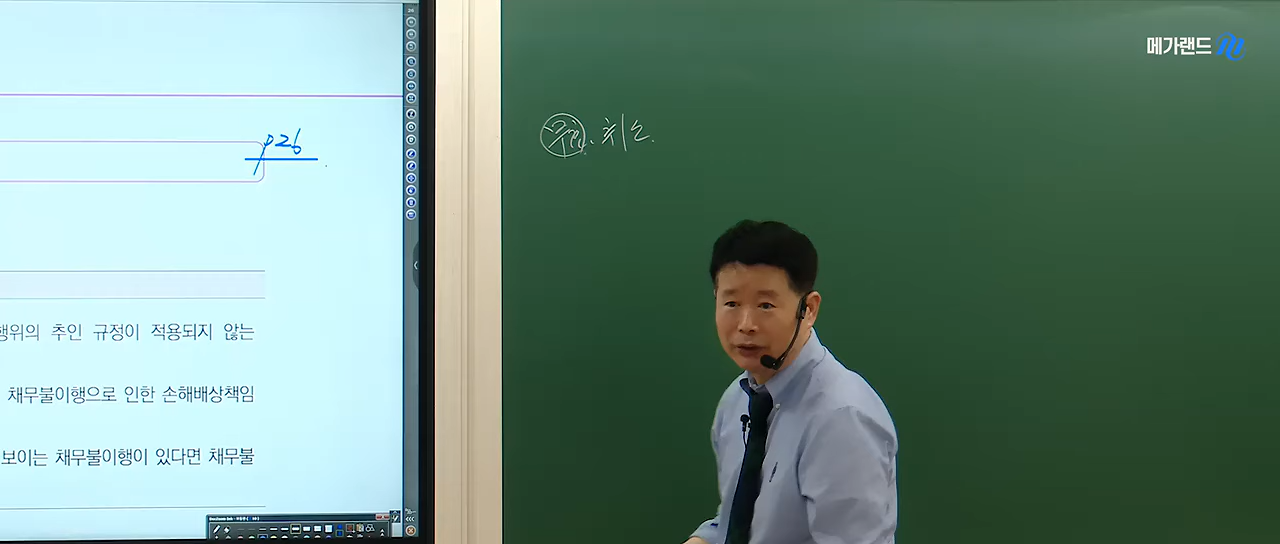 메가랜드
p26
무효. 취소.
행위의 추인 규정이 적용되지 않는
채무불이행으로 인한 손해배상책임
보이는 채무불이행이 있다면 채무불